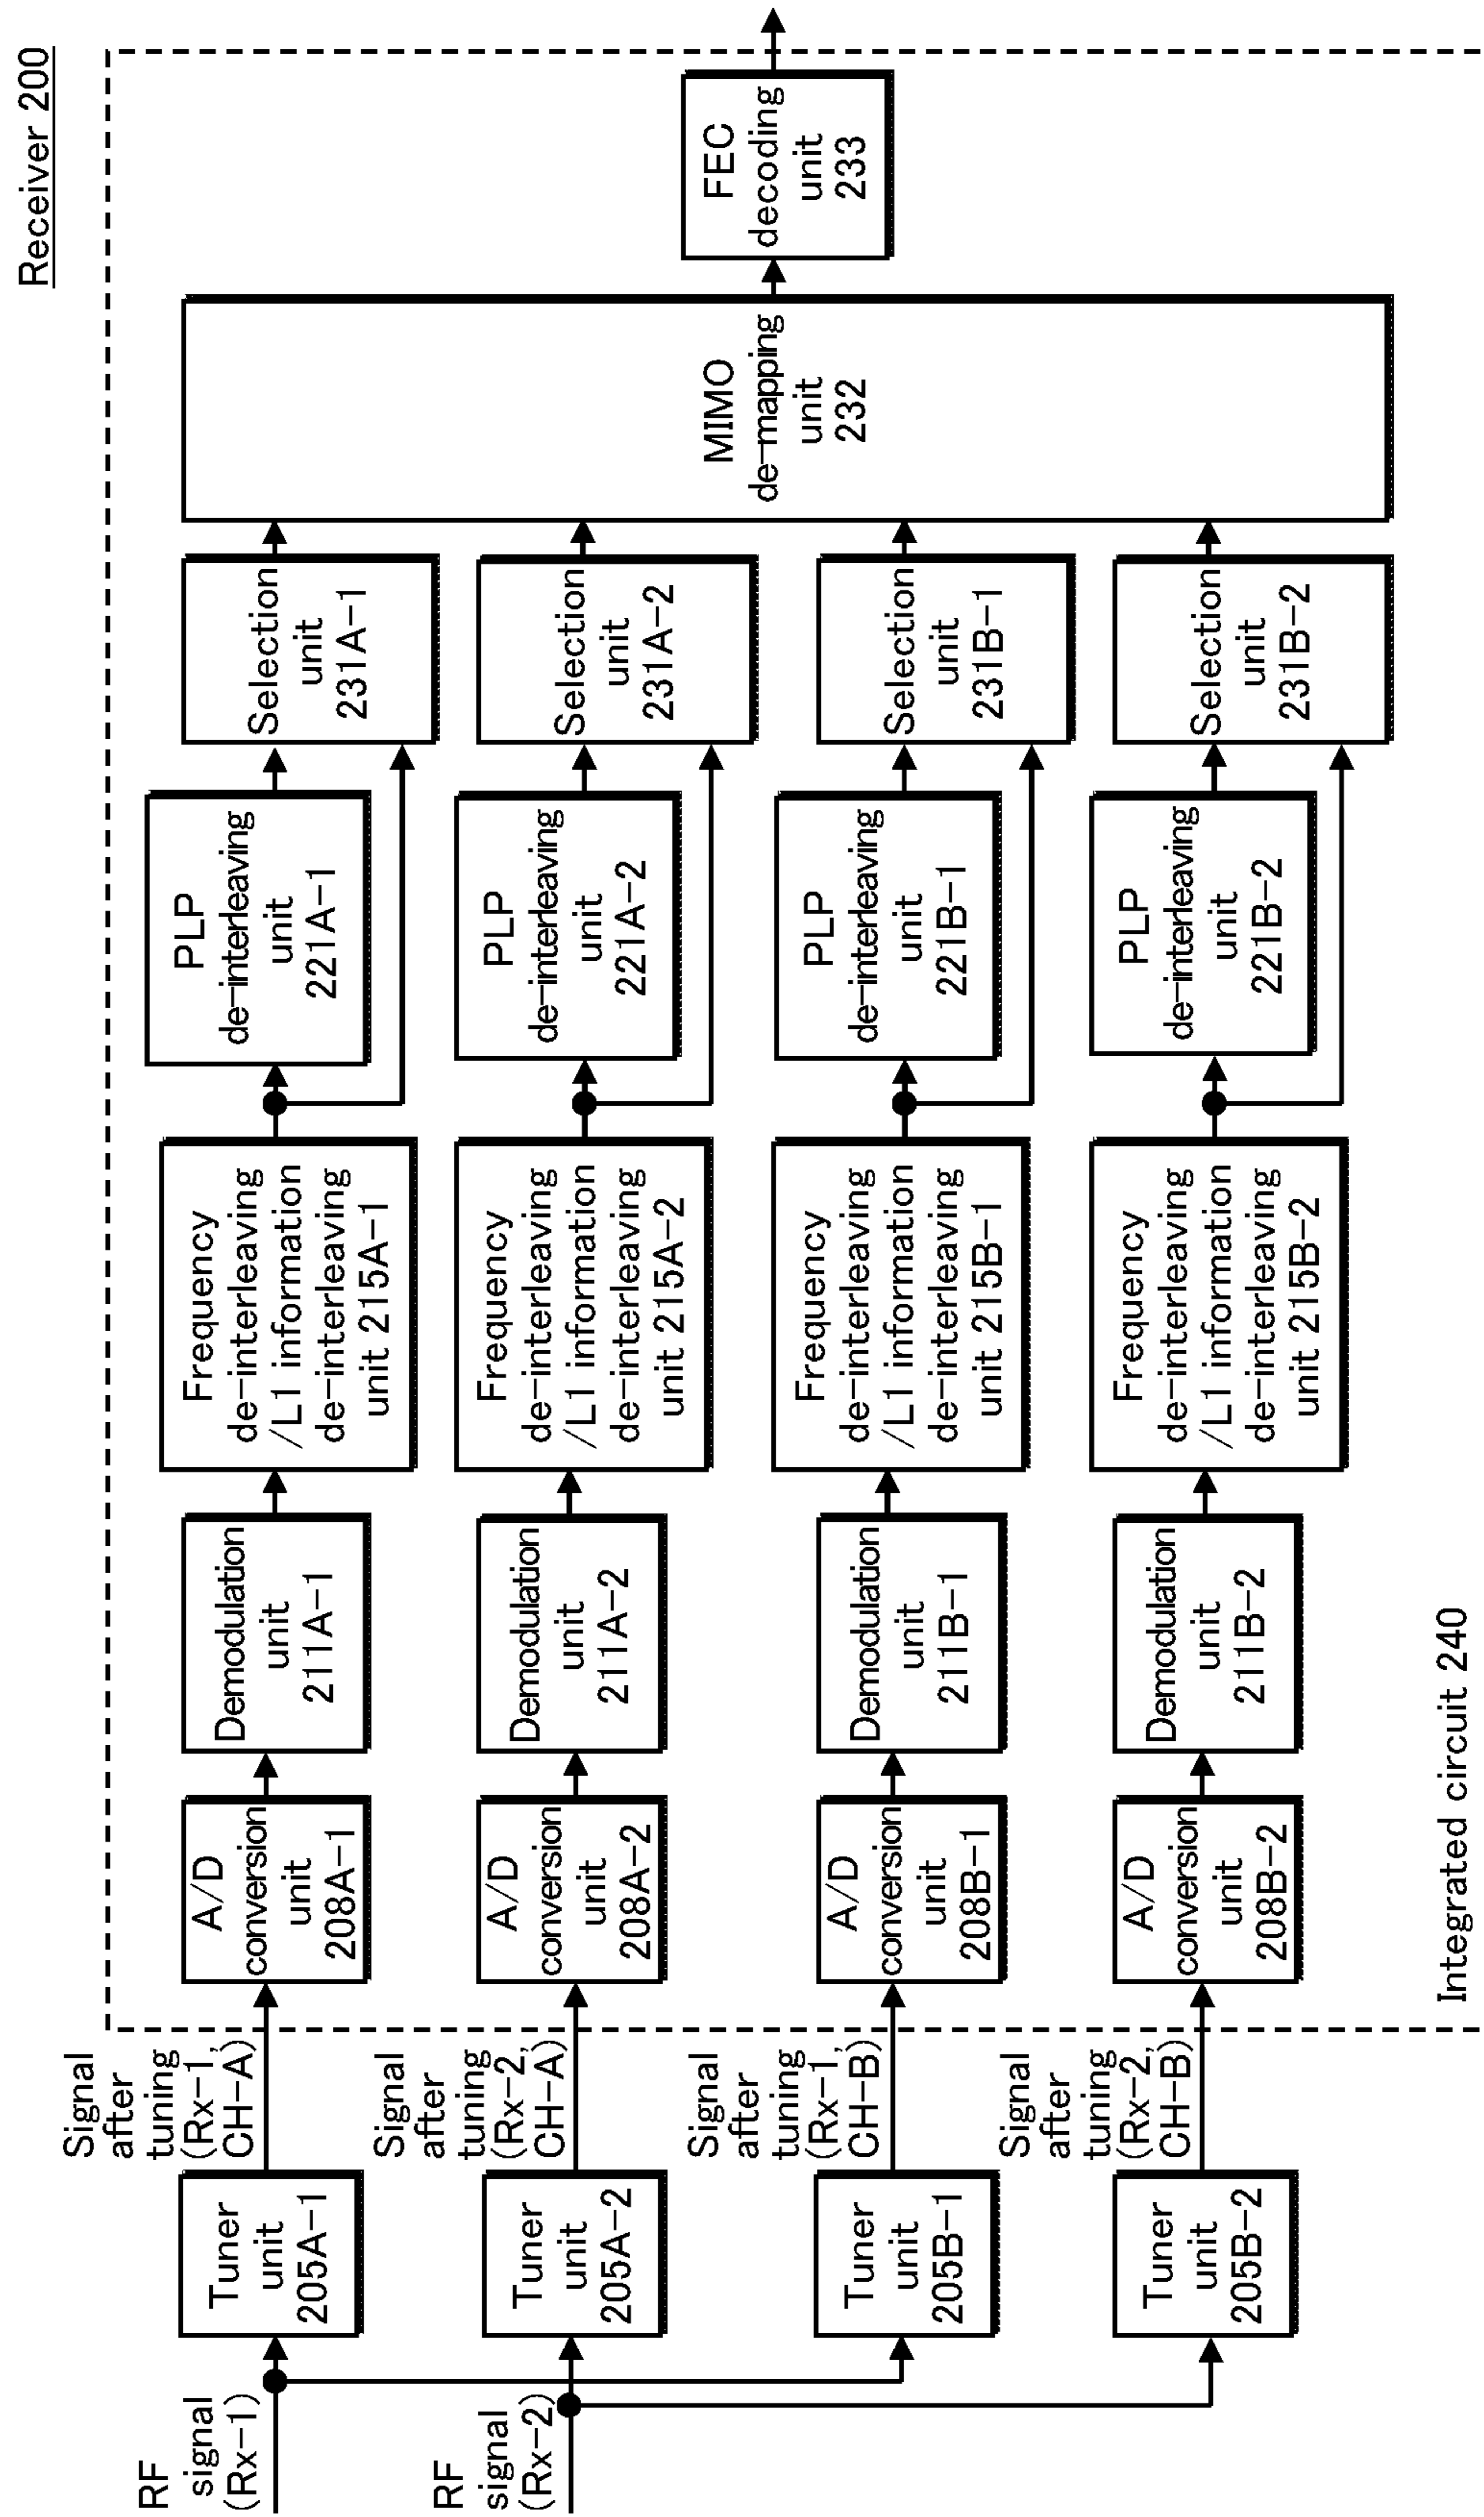 Receiver 200
RF
signal
(Rx-1)
Tuner
unit
205A-1
Signal
after
tuning
(Rx-1,
CH-A)
A/D
conversion
unit
208A-1
Demodulation
unit
211A-1
Frequency
de-interleaving
/L1 information
de-interleaving
unit 215A-1
PLP
de-interleaving
unit
221A-1
Selection
unit
231A-1
RF
signal
(Rx-2)
Tuner
unit
205A-2
Signal
after
tuning
(Rx-2,
CH-A)
A/D
conversion
unit
208A-2
Demodulation
unit
211A-2
Frequency
de-interleaving
/L1 information
de-interleaving
unit 215A-2
PLP
de-interleaving
unit
221A-2
Selection
unit
231A-2
Tuner
unit
205B-1
Signal
after
tuning
(Rx-1,
CH-B)
A/D
conversion
unit
208B-1
Demodulation
unit
211B-1
Frequency
de-interleaving
/L1 information
de-interleaving
unit 215B-1
PLP
de-interleaving
unit
221B-1
Selection
unit
231B-1
Tuner
unit
205B-2
Signal
after
tuning
(Rx-2,
CH-B)
A/D
conversion
unit
208B-2
Demodulation
unit
211B-2
Frequency
de-interleaving
/L1 information
de-interleaving
unit 215B-2
PLP
de-interleaving
unit
221B-2
Selection
unit
231B-2
MIMO
de-mapping
unit
232
FEC
decoding
unit
233
Integrated circuit 240